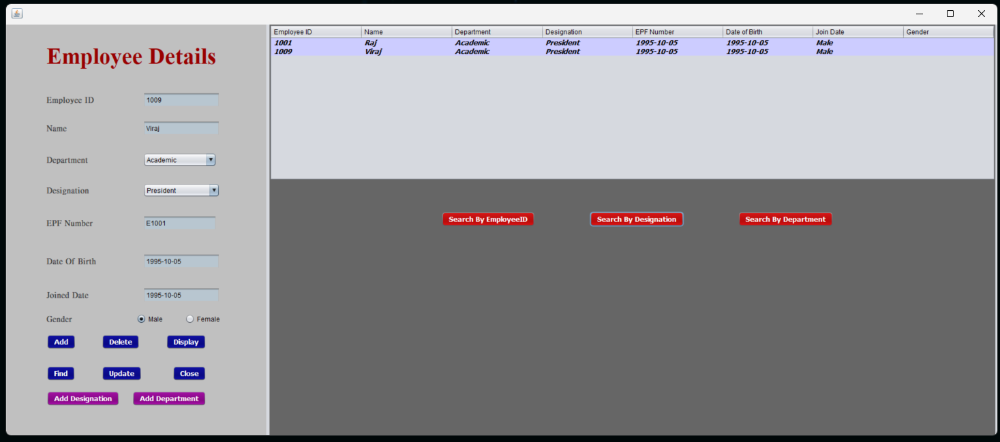 Employee Details
Employee ID 1009
Name Viraj
Department Academic
Designation President
EPF Number E1001
Date Of Birth 1995-10-05
Joined Date 1995-10-05
Gender Male Female
Add Delete Display
Find Update Close
Add Designation Add Department
Employee ID Name Department Designation EPF Number Date of Birth Join Date Gender
1001 Raj Academic President 1995-10-05 1995-10-05 Male
1009 Viraj Academic President 1995-10-05 1995-10-05 Male
Search By EmployeeID Search By Designation Search By Department